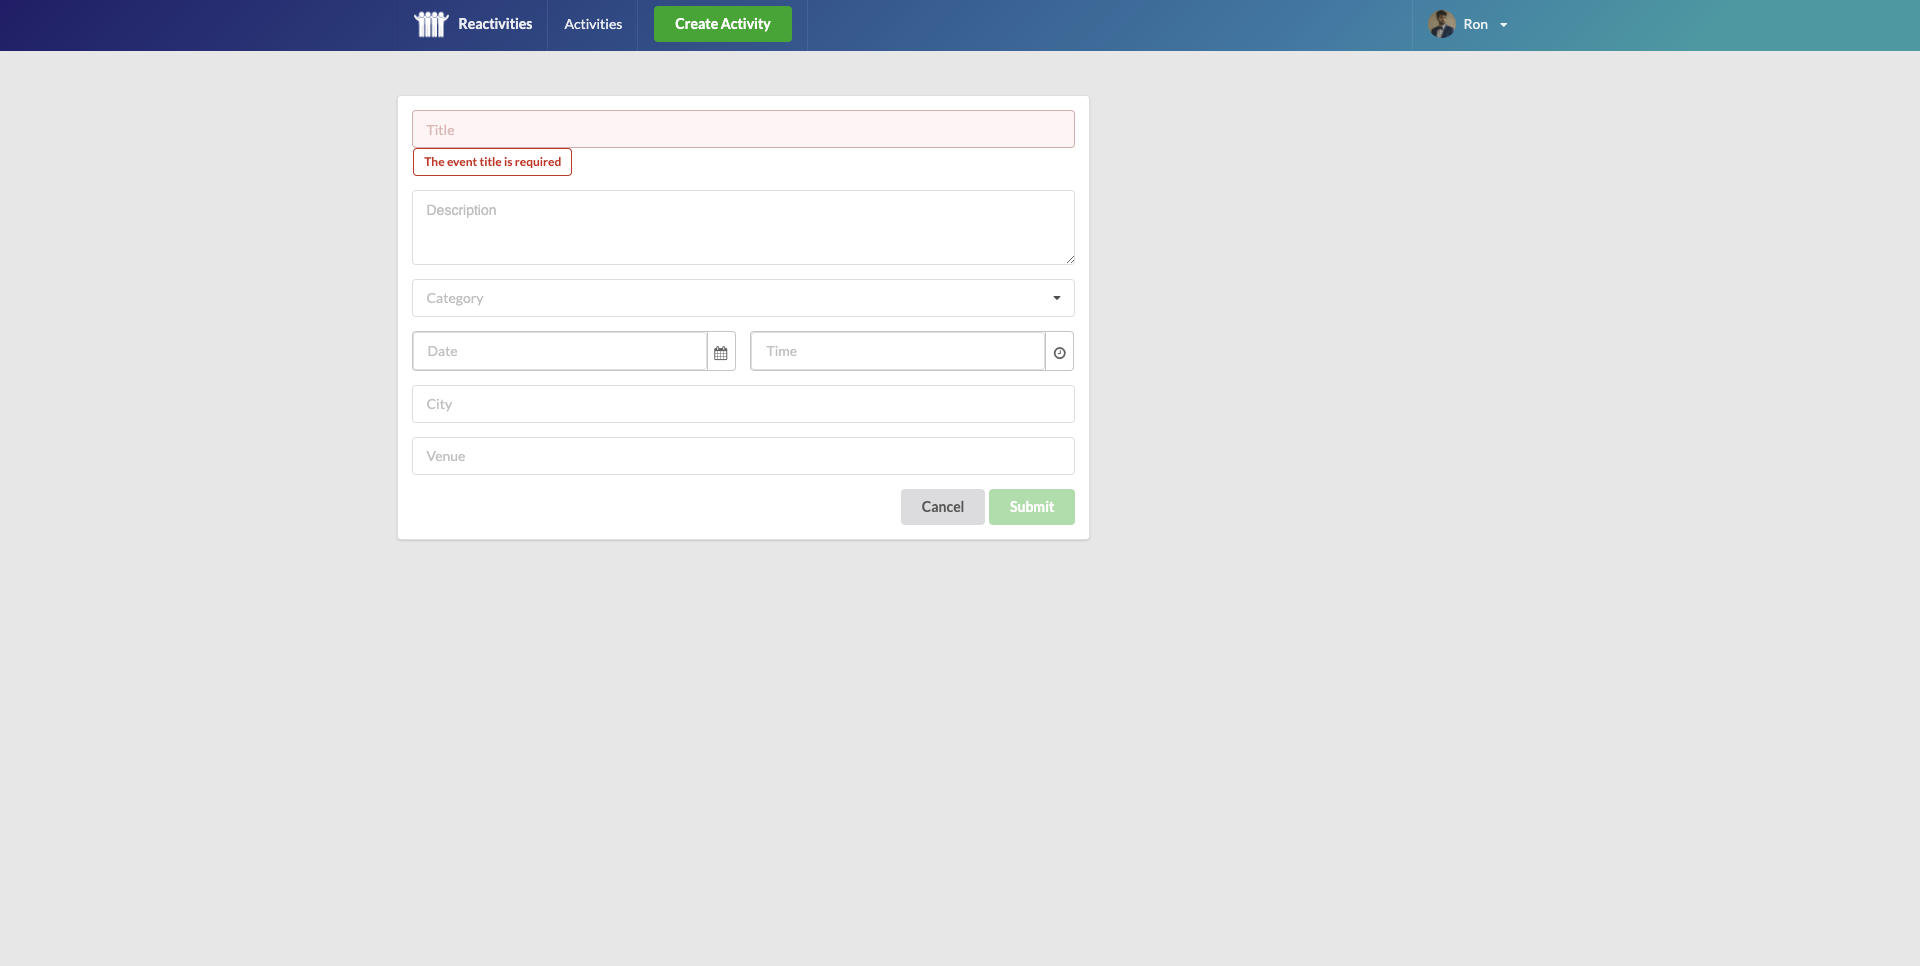 Reactivities
Activities
Create Activity
Ron
Title
The event title is required
Description
Category
Date
Time
City
Venue
Cancel
Submit